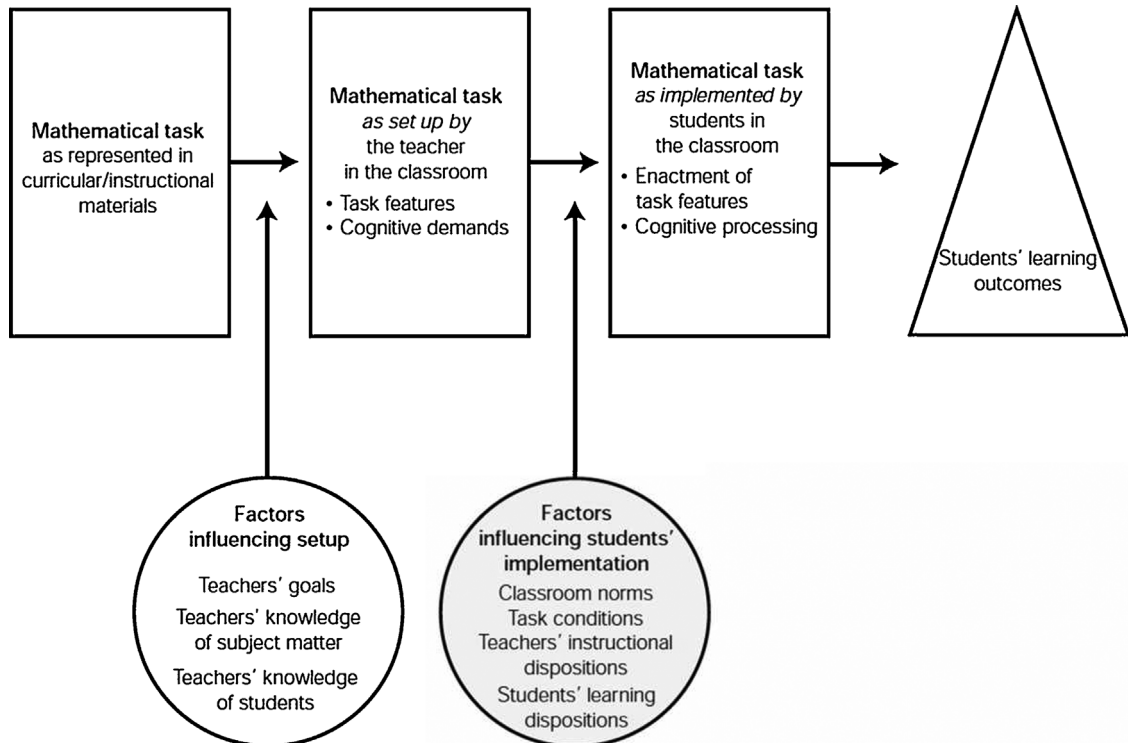 Mathematical task
as represented in
curricular/instructional
materials
Mathematical task
as set up by
the teacher
in the classroom
• Task features
• Cognitive demands
Mathematical task
as implemented by
students in
the classroom
• Enactment of
task features
• Cognitive processing
Students’ learning
outcomes
Factors
influencing setup
Teachers’ goals
Teachers’ knowledge
of subject matter
Teachers’ knowledge
of students
Factors
influencing students’
implementation
Classroom norms
Task conditions
Teachers’ instructional
dispositions
Students’ learning
dispositions